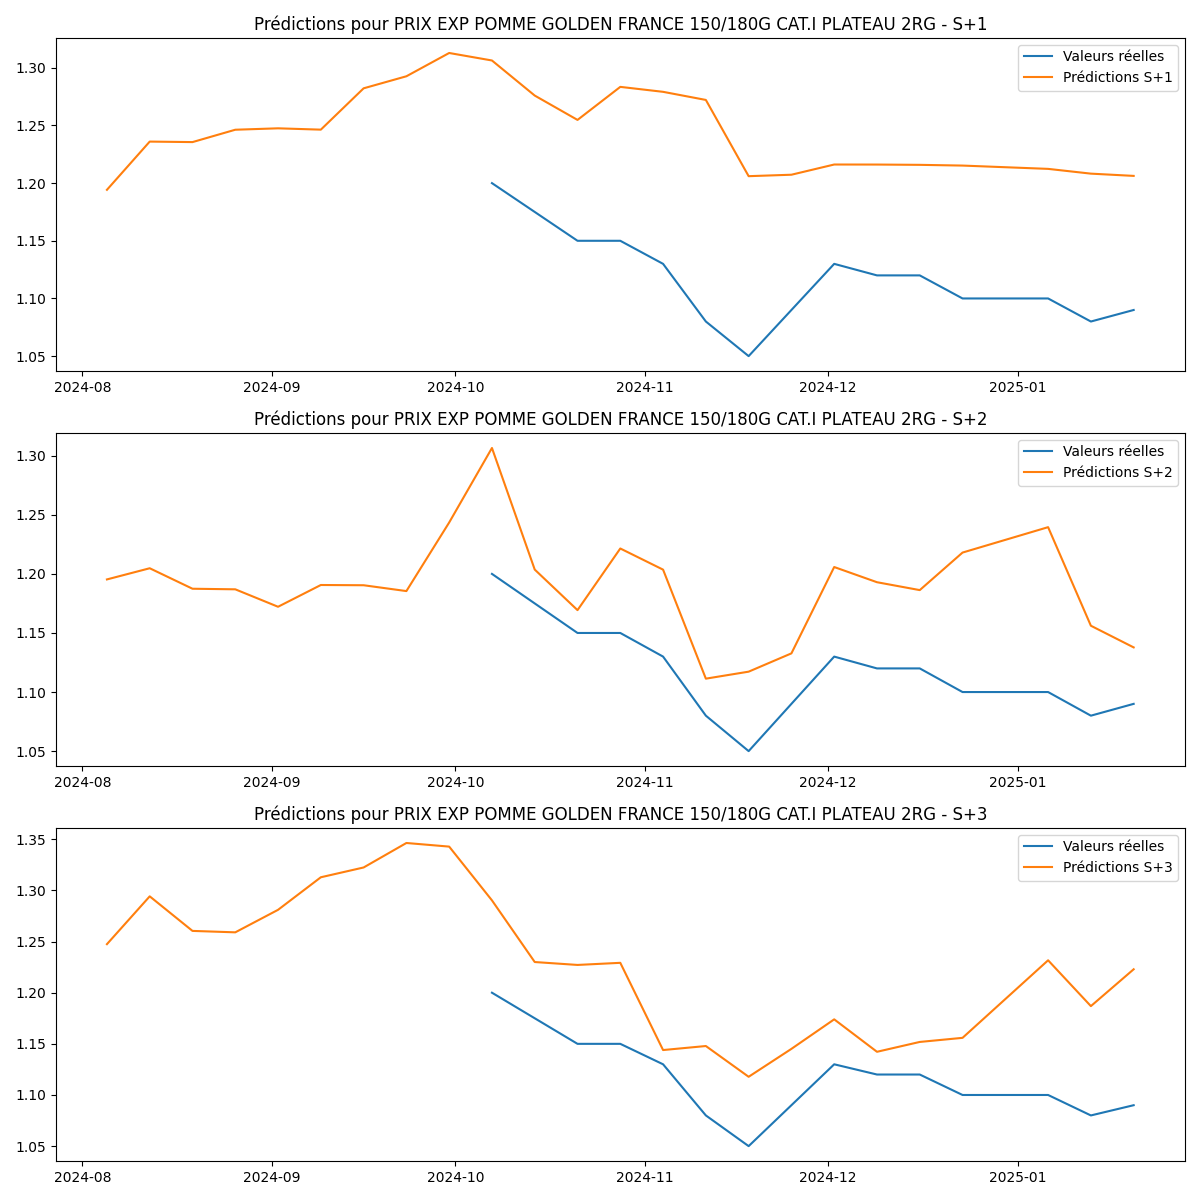 Prédictions pour PRIX EXP POMME GOLDEN FRANCE 150/180G CAT.I PLATEAU 2RG - S+1
Valeurs réelles
Prédictions S+1
1.30
1.25
1.20
1.15
1.10
1.05
2024-08 2024-09 2024-10 2024-11 2024-12 2025-01
Prédictions pour PRIX EXP POMME GOLDEN FRANCE 150/180G CAT.I PLATEAU 2RG - S+2
Valeurs réelles
Prédictions S+2
1.30
1.25
1.20
1.15
1.10
1.05
2024-08 2024-09 2024-10 2024-11 2024-12 2025-01
Prédictions pour PRIX EXP POMME GOLDEN FRANCE 150/180G CAT.I PLATEAU 2RG - S+3
Valeurs réelles
Prédictions S+3
1.35
1.30
1.25
1.20
1.15
1.10
1.05
2024-08 2024-09 2024-10 2024-11 2024-12 2025-01